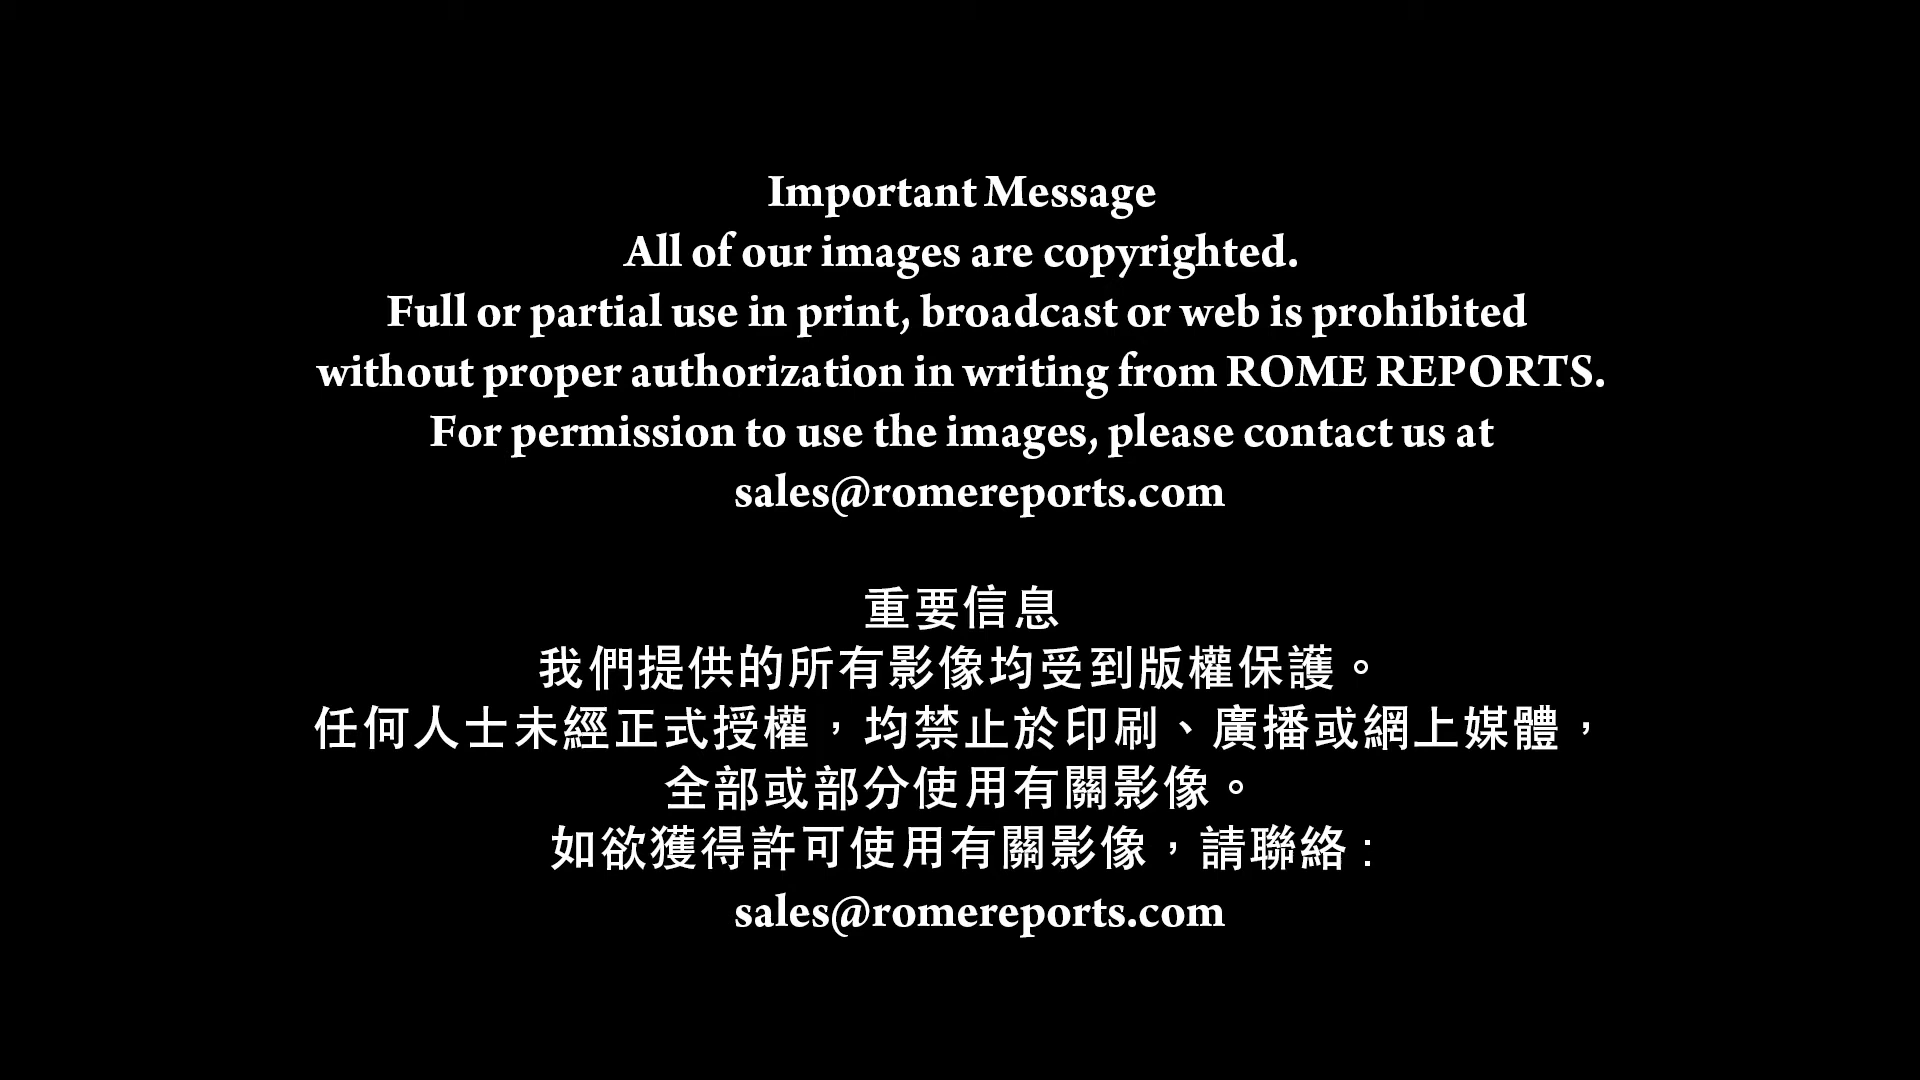 Important Message
All of our images are copyrighted.
Full or partial use in print, broadcast or web is prohibited
without proper authorization in writing from ROME REPORTS.
For permission to use the images, please contact us at
sales@romereports.com
重要信息
我們提供的所有影像均受到版權保護。
任何人士未經正式授權，均禁止於印刷、廣播或網上媒體，
全部或部分使用有關影像。
如欲獲得許可使用有關影像，請聯絡：
sales@romereports.com